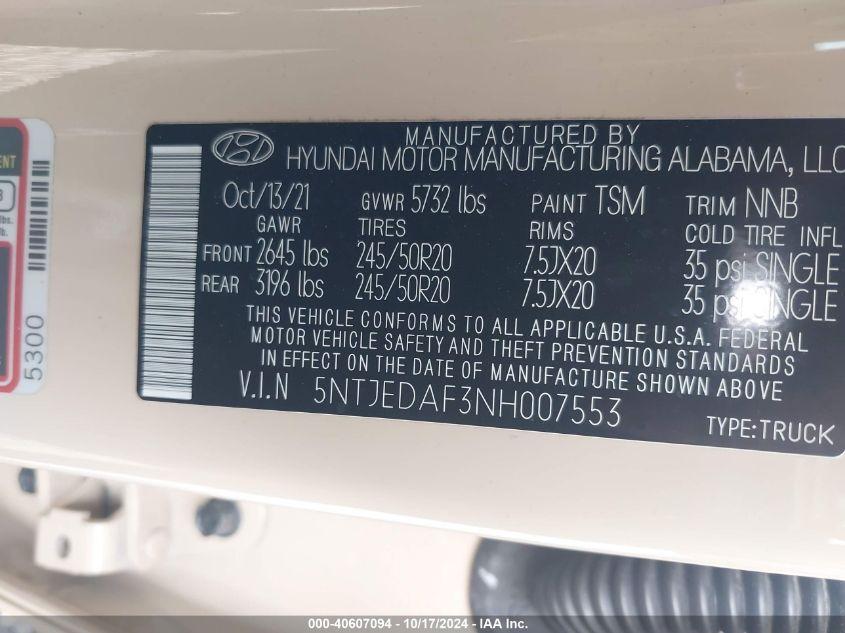 MANUFACTURED BY
HYUNDAI MOTOR MANUFACTURING ALABAMA, LLC
Oct/13/21 GVWR 5732 lbs PAINT TSM TRIM NNB
GAWR TIRES RIMS COLD TIRE INFL
FRONT 2645 lbs 245/50R20 7.5JX20 35 psi SINGLE
REAR 3196 lbs 245/50R20 7.5JX20 35 psi SINGLE
THIS VEHICLE CONFORMS TO ALL APPLICABLE U.S.A. FEDERAL
MOTOR VEHICLE SAFETY AND THEFT PREVENTION STANDARDS
IN EFFECT ON THE DATE OF MANUFACTURE SHOWN ABOVE
V.I.N 5NTJEDAF3NH007553
TYPE:TRUCK
5300
lbs.
lb.
000-40607094 - 10/17/2024 - IAA Inc.